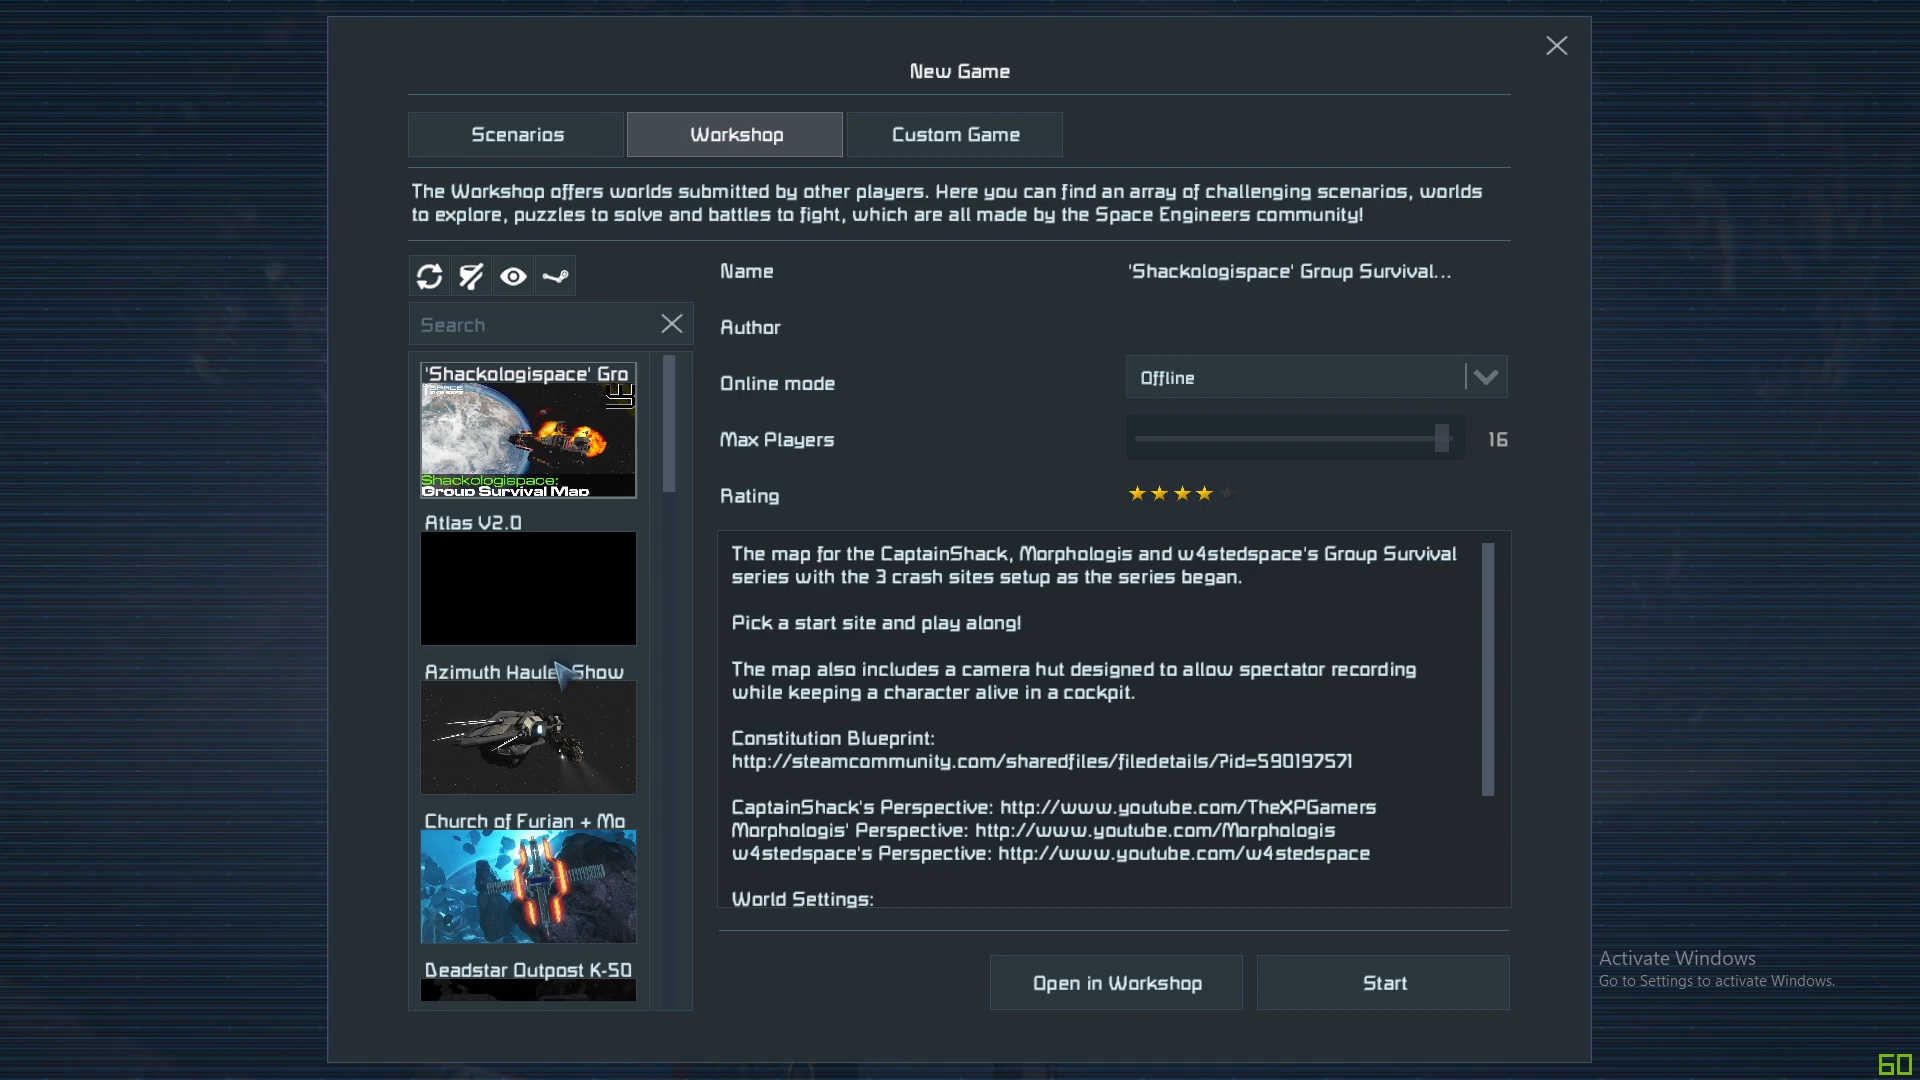 New Game
Scenarios
Workshop
Custom Game
The Workshop offers worlds submitted by other players. Here you can find an array of challenging scenarios, worlds
to explore, puzzles to solve and battles to fight, which are all made by the Space Engineers community!
Search
'Shackologispace' Gro
SPACE
Shackologispace:
Group Survival Map
Atlas V2.0
Azimuth Hauler Show
Church of Furian + Mo
Deadstar Outpost K-50
Name
'Shackologispace' Group Survival...
Author
Online mode
Offline
Max Players
16
Rating
The map for the CaptainShack, Morphologis and w4stedspace's Group Survival
series with the 3 crash sites setup as the series began.
Pick a start site and play along!
The map also includes a camera hut designed to allow spectator recording
while keeping a character alive in a cockpit.
Constitution Blueprint:
http://steamcommunity.com/sharedfiles/filedetails/?id=590197571
CaptainShack's Perspective: http://www.youtube.com/TheXPGamers
Morphologis' Perspective: http://www.youtube.com/Morphologis
w4stedspace's Perspective: http://www.youtube.com/w4stedspace
World Settings:
Open in Workshop
Start
Activate Windows
Go to Settings to activate Windows.
60